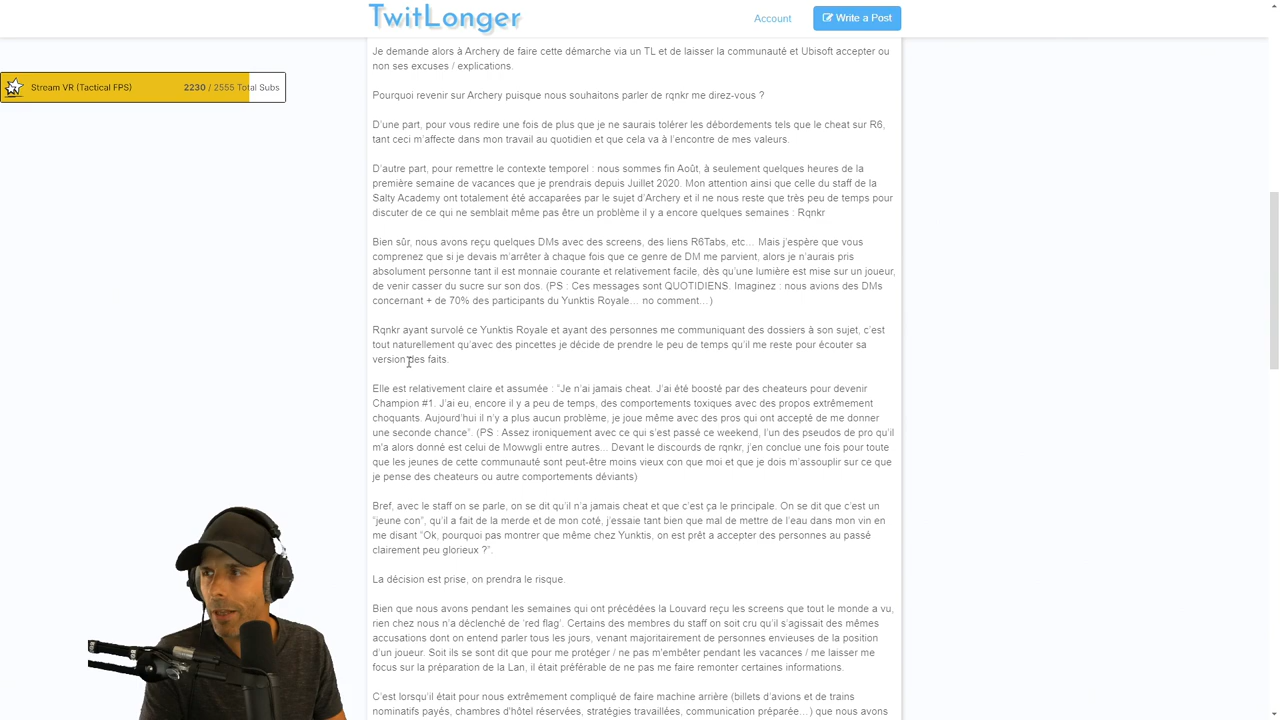 TwitLonger
Account
Write a Post
Stream VR (Tactical FPS)
2230 / 2555 Total Subs
Je demande alors à Archery de faire cette démarche via un TL et de laisser la communauté et Ubisoft accepter ou
non ses excuses / explications.
Pourquoi revenir sur Archery puisque nous souhaitons parler de rqnkr me direz-vous ?
D'une part, pour vous redire une fois de plus que je ne saurais tolérer les débordements tels que le cheat sur R6,
tant ceci m'affecte dans mon travail au quotidien et que cela va à l'encontre de mes valeurs.
D'autre part, pour remettre le contexte temporel : nous sommes fin Août, à seulement quelques heures de la
première semaine de vacances que je prendrais depuis Juillet 2020. Mon attention ainsi que celle du staff de la
Salty Academy ont totalement été accaparées par le sujet d'Archery et il ne nous reste que très peu de temps pour
discuter de ce qui ne semblait même pas être un problème il y a encore quelques semaines : Rqnkr
Bien sûr, nous avons reçu quelques DMs avec des screens, des liens R6Tabs, etc... Mais j'espère que vous
comprenez que si je devais m'arrêter à chaque fois que ce genre de DM me parvient, alors je n'aurais pris
absolument personne tant il est monnaie courante et relativement facile, dès qu'une lumière est mise sur un joueur,
de venir casser du sucre sur son dos. (PS : Ces messages sont QUOTIDIENS. Imaginez : nous avions des DMs
concernant + de 70% des participants du Yunktis Royale... no comment...)
Rqnkr ayant survolé ce Yunktis Royale et ayant des personnes me communiquant des dossiers à son sujet, c'est
tout naturellement qu'avec des pincettes je décide de prendre le peu de temps qu'il me reste pour écouter sa
version des faits.
Elle est relativement claire et assumée : "Je n'ai jamais cheat. J'ai été boosté par des cheateurs pour devenir
Champion #1. J'ai eu, encore il y a peu de temps, des comportements toxiques avec des propos extrêmement
choquants. Aujourd'hui il n'y a plus aucun problème, je joue même avec des pros qui ont accepté de me donner
une seconde chance". (PS : Assez ironiquement avec ce qui s'est passé ce weekend, l'un des pseudos de pro qu'il
m'a alors donné est celui de Mowwgli entre autres... Devant le discourds de rqnkr, j'en conclue une fois pour toute
que les jeunes de cette communauté sont peut-être moins vieux con que moi et que je dois m'assouplir sur ce que
je pense des cheateurs ou autre comportements déviants)
Bref, avec le staff on se parle, on se dit qu'il n'a jamais cheat et que c'est ça le principale. On se dit que c'est un
"jeune con", qu'il a fait de la merde et de mon coté, j'essaie tant bien que mal de mettre de l'eau dans mon vin en
me disant "Ok, pourquoi pas montrer que même chez Yunktis, on est prêt a accepter des personnes au passé
clairement peu glorieux ?".
La décision est prise, on prendra le risque.
Bien que nous avons pendant les semaines qui ont précédées la Louvard reçu les screens que tout le monde a vu,
rien chez nous n'a déclenché de 'red flag'. Certains des membres du staff on soit cru qu'il s'agissait des mêmes
accusations dont on entend parler tous les jours, venant majoritairement de personnes envieuses de la position
d'un joueur. Soit ils se sont dit que pour me protéger / ne pas m'embêter pendant les vacances / me laisser me
focus sur la préparation de la Lan, il était préférable de ne pas me faire remonter certaines informations.
C'est lorsqu'il était pour nous extrêmement compliqué de faire machine arrière (billets d'avions et de trains
nominatifs payés, chambres d'hôtel réservées, stratégies travaillées, communication préparée...) que nous avons